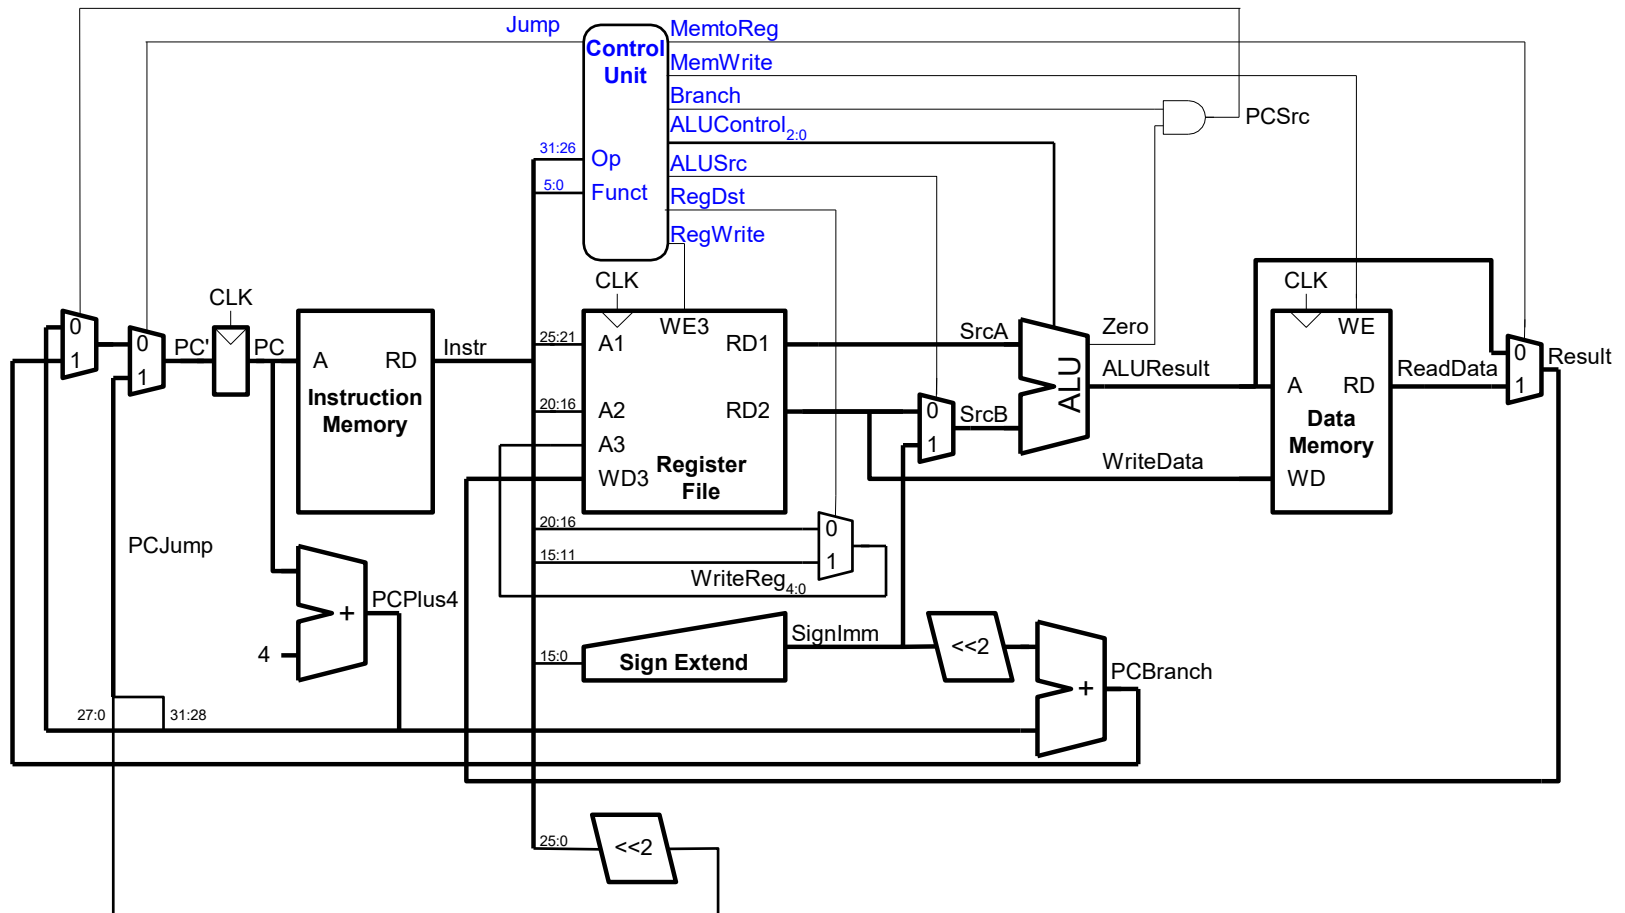 Jump
Control
Unit
MemtoReg
MemWrite
Branch
ALUControl2:0
ALUSrc
RegDst
RegWrite
PCSrc
31:26
Op
5:0
Funct
CLK
CLK
CLK
0
1
0
1
PC'
PC
A
RD
Instruction
Memory
Instr
25:21
A1
WE3
RD1
20:16
A2
RD2
A3
WD3
Register
File
SrcA
0
1
SrcB
ALU
Zero
ALUResult
WriteData
WE
A
RD
Data
Memory
WD
ReadData
0
1
Result
20:16
0
15:11
1
WriteReg4:0
PCJump
+
PCPlus4
4
SignImm
15:0
Sign Extend
<<2
+
PCBranch
27:0
31:28
25:0
<<2